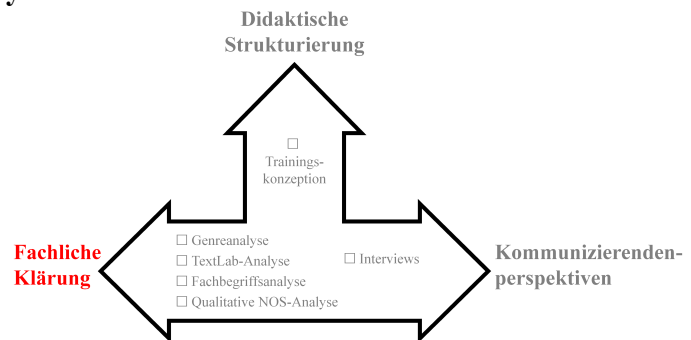 Didaktische
Strukturierung
☐
Trainings-
konzeption
Fachliche
Klärung
☐ Genreanalyse
☐ TextLab-Analyse
☐ Fachbegriffsanalyse
☐ Qualitative NOS-Analyse
☐ Interviews
Kommunizierenden-
perspektiven